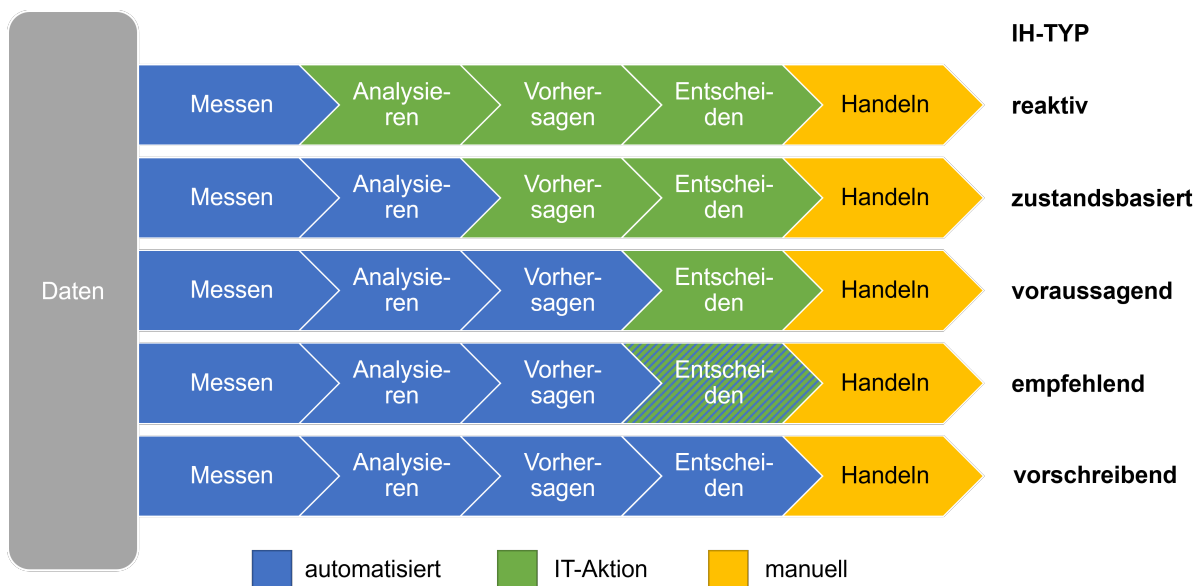 IH-TYP
Messen
Analysie-
ren
Vorher-
sagen
Entschei-
den
Handeln
reaktiv
Messen
Analysie-
ren
Vorher-
sagen
Entschei-
den
Handeln
zustandsbasiert
Daten
Messen
Analysie-
ren
Vorher-
sagen
Entschei-
den
Handeln
voraussagend
Messen
Analysie-
ren
Vorher-
sagen
Entschei-
den
Handeln
empfehlend
Messen
Analysie-
ren
Vorher-
sagen
Entschei-
den
Handeln
vorschreibend
automatisiert
IT-Aktion
manuell